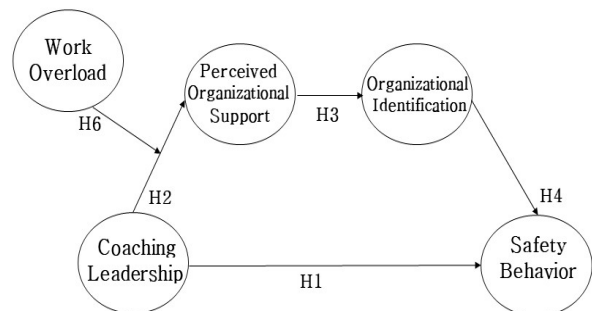 Work
Overload
Perceived
Organizational
Support
Organizational
Identification
H6
H3
H2
H4
Coaching
Leadership
Safety
Behavior
H1